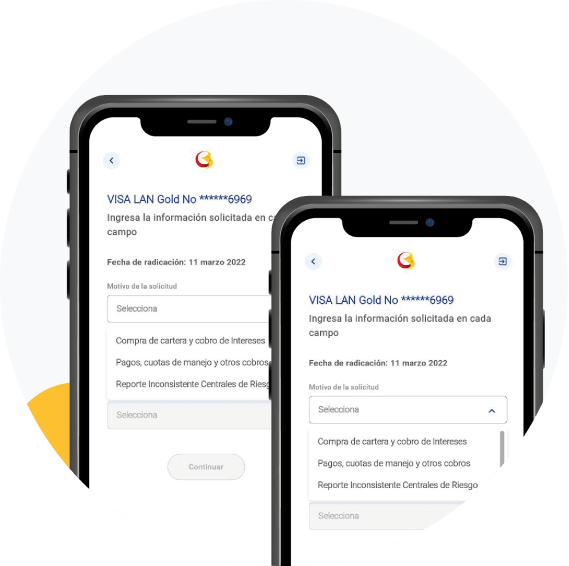 VISA LAN Gold No ******6969
Ingresa la información solicitada en
campo
Fecha de radicación: 11 marzo 2022
Motivo de la solicitud
Selecciona
Compra de cartera y cobro de Intereses
Pagos, cuotas de manejo y otros cobros
Reporte Inconsistente Centrales de
Selecciona
Continuar
VISA LAN Gold No ******6969
Ingresa la información solicitada en cada
campo
Fecha de radicación: 11 marzo 2022
Motivo de la solicitud
Selecciona
Compra de cartera y cobro de Intereses
Pagos, cuotas de manejo y otros cobros
Reporte Inconsistente Centrales de Riesgo
Selecciona